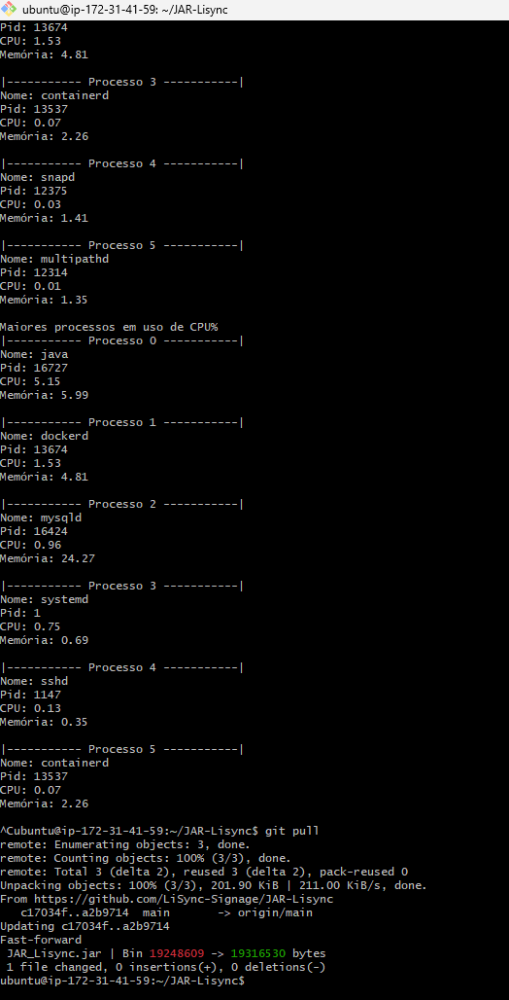 ubuntu@ip-172-31-41-59: ~/JAR-Lisync
Pid: 13674
CPU: 1.53
Memória: 4.81
|----------- Processo 3 -----------|
Nome: containerd
Pid: 13537
CPU: 0.07
Memória: 2.26
|----------- Processo 4 -----------|
Nome: snapd
Pid: 12375
CPU: 0.03
Memória: 1.41
|----------- Processo 5 -----------|
Nome: multipathd
Pid: 12314
CPU: 0.01
Memória: 1.35
Maiores processos em uso de CPU%
|----------- Processo 0 -----------|
Nome: java
Pid: 16727
CPU: 5.15
Memória: 5.99
|----------- Processo 1 -----------|
Nome: dockerd
Pid: 13674
CPU: 1.53
Memória: 4.81
|----------- Processo 2 -----------|
Nome: mysqld
Pid: 16424
CPU: 0.96
Memória: 24.27
|----------- Processo 3 -----------|
Nome: systemd
Pid: 1
CPU: 0.75
Memória: 0.69
|----------- Processo 4 -----------|
Nome: sshd
Pid: 1147
CPU: 0.13
Memória: 0.35
|----------- Processo 5 -----------|
Nome: containerd
Pid: 13537
CPU: 0.07
Memória: 2.26
^Cubuntu@ip-172-31-41-59:~/JAR-Lisync$ git pull
remote: Enumerating objects: 3, done.
remote: Counting objects: 100% (3/3), done.
remote: Total 3 (delta 2), reused 3 (delta 2), pack-reused 0
Unpacking objects: 100% (3/3), 201.90 KiB | 211.00 KiB/s, done.
From https://github.com/LiSync-Signage/JAR-Lisync
   c17034f..a2b9714  main       -> origin/main
Updating c17034f..a2b9714
Fast-forward
 JAR_Lisync.jar | Bin 19248609 -> 19316530 bytes
 1 file changed, 0 insertions(+), 0 deletions(-)
ubuntu@ip-172-31-41-59:~/JAR-Lisync$